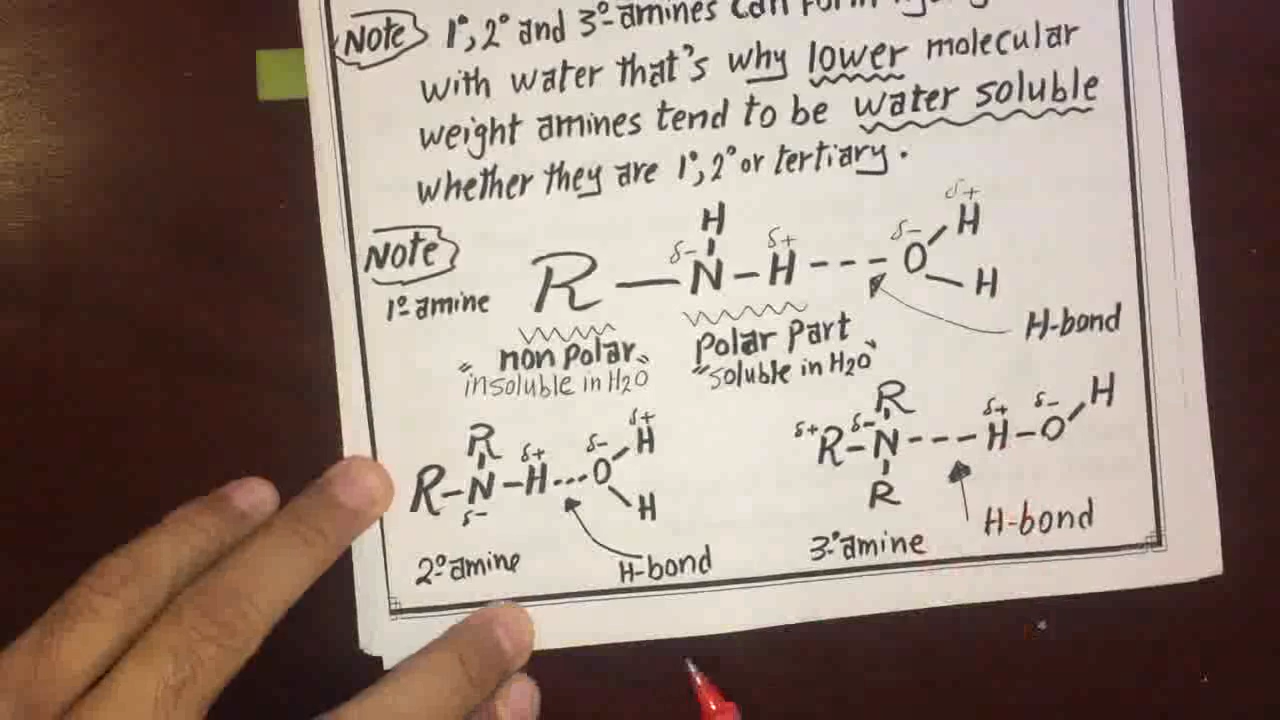 Note 1°, 2° and 3°-amines can form
with water that's why lower molecular
weight amines tend to be water soluble
whether they are 1°, 2° or tertiary.
Note
1° amine
H
R — N – H --- O H
H
δ- δ+ δ- δ+
H-bond
non polar
"insoluble in H2O"
polar part
"soluble in H2O"
R
R–N–H...O H
H
δ- δ+ δ- δ+
2° amine
H-bond
R
R–N---H–O H
R
δ+ δ- δ+ δ-
3° amine
H-bond